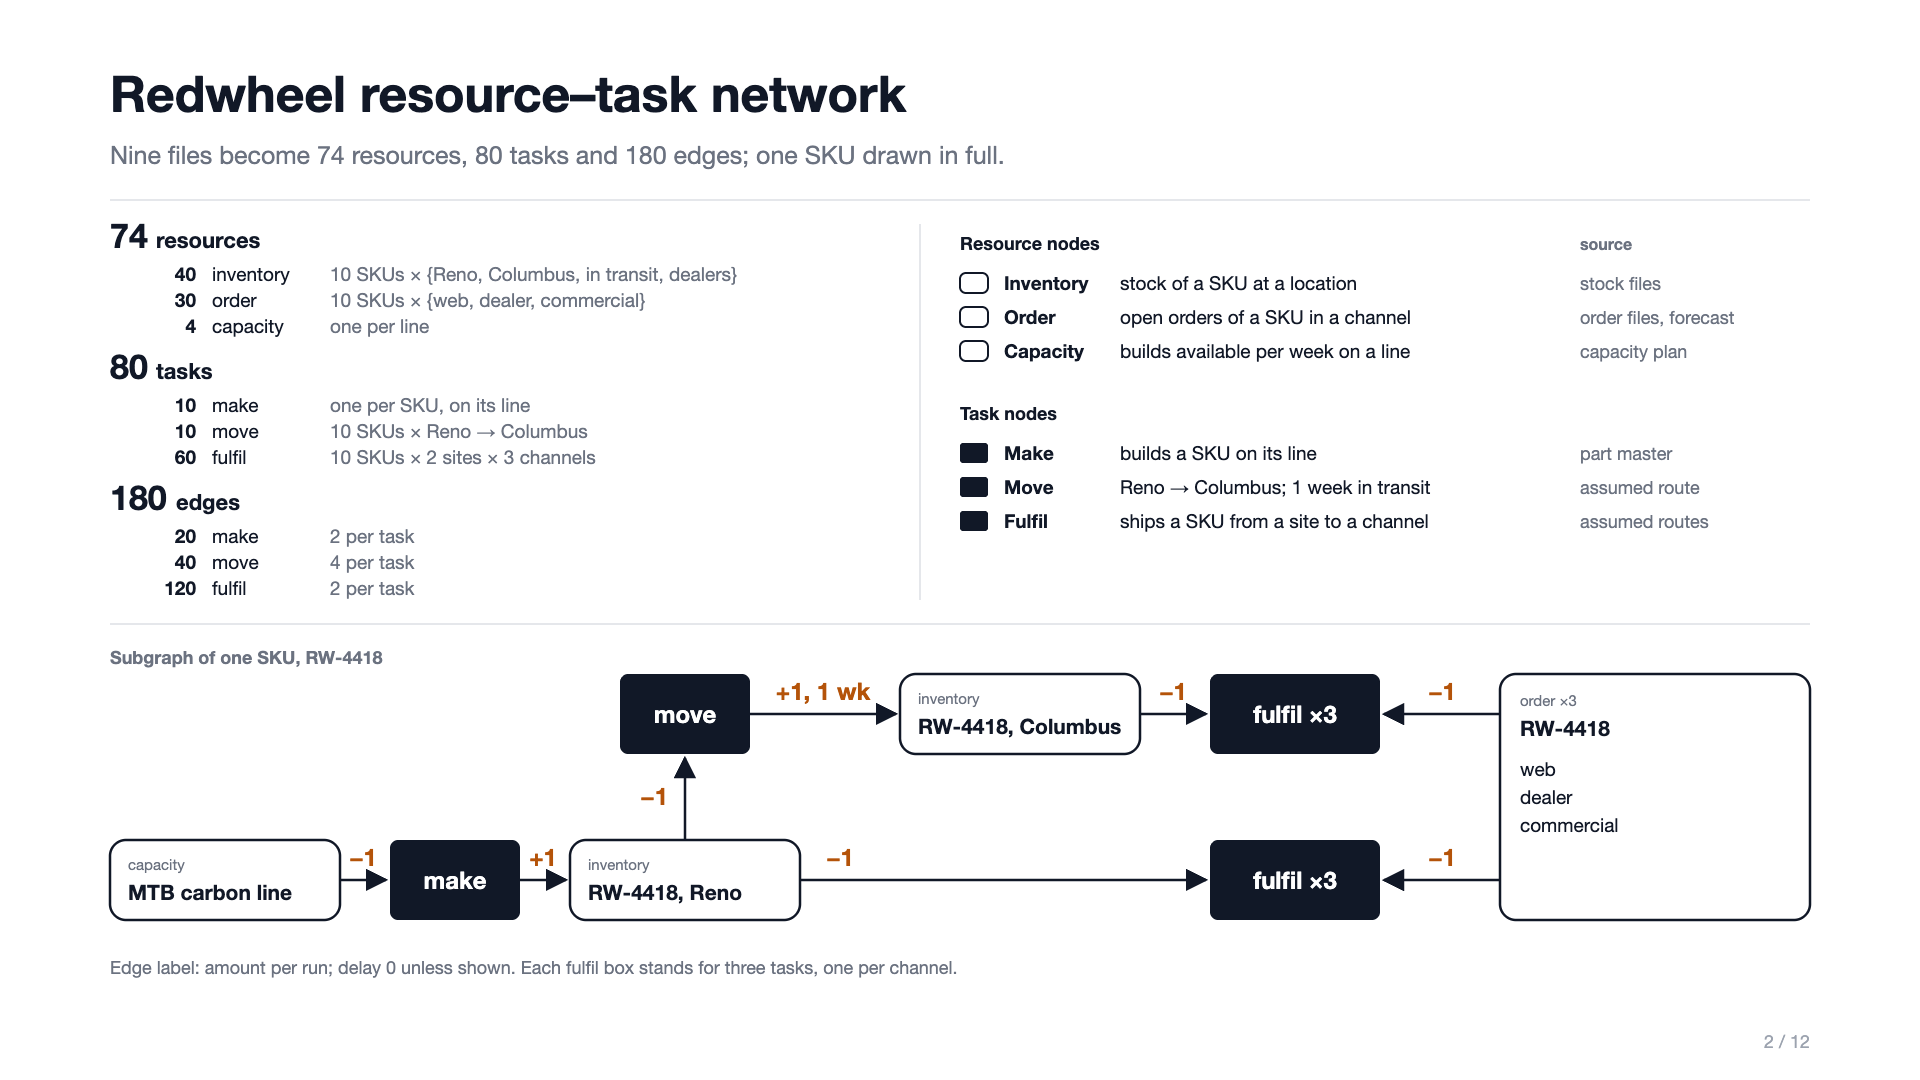 Redwheel resource–task network
Nine files become 74 resources, 80 tasks and 180 edges; one SKU drawn in full.
74 resources
40 inventory 10 SKUs × {Reno, Columbus, in transit, dealers}
30 order 10 SKUs × {web, dealer, commercial}
4 capacity one per line
80 tasks
10 make one per SKU, on its line
10 move 10 SKUs × Reno → Columbus
60 fulfil 10 SKUs × 2 sites × 3 channels
180 edges
20 make 2 per task
40 move 4 per task
120 fulfil 2 per task
Resource nodes source
Inventory stock of a SKU at a location stock files
Order open orders of a SKU in a channel order files, forecast
Capacity builds available per week on a line capacity plan
Task nodes
Make builds a SKU on its line part master
Move Reno → Columbus; 1 week in transit assumed route
Fulfil ships a SKU from a site to a channel assumed routes
Subgraph of one SKU, RW-4418
move
+1, 1 wk
inventory
RW-4418, Columbus
−1
fulfil ×3
−1
order ×3
RW-4418
web
dealer
commercial
−1
capacity
MTB carbon line
−1
make
+1
inventory
RW-4418, Reno
−1
fulfil ×3
−1
Edge label: amount per run; delay 0 unless shown. Each fulfil box stands for three tasks, one per channel.
2 / 12